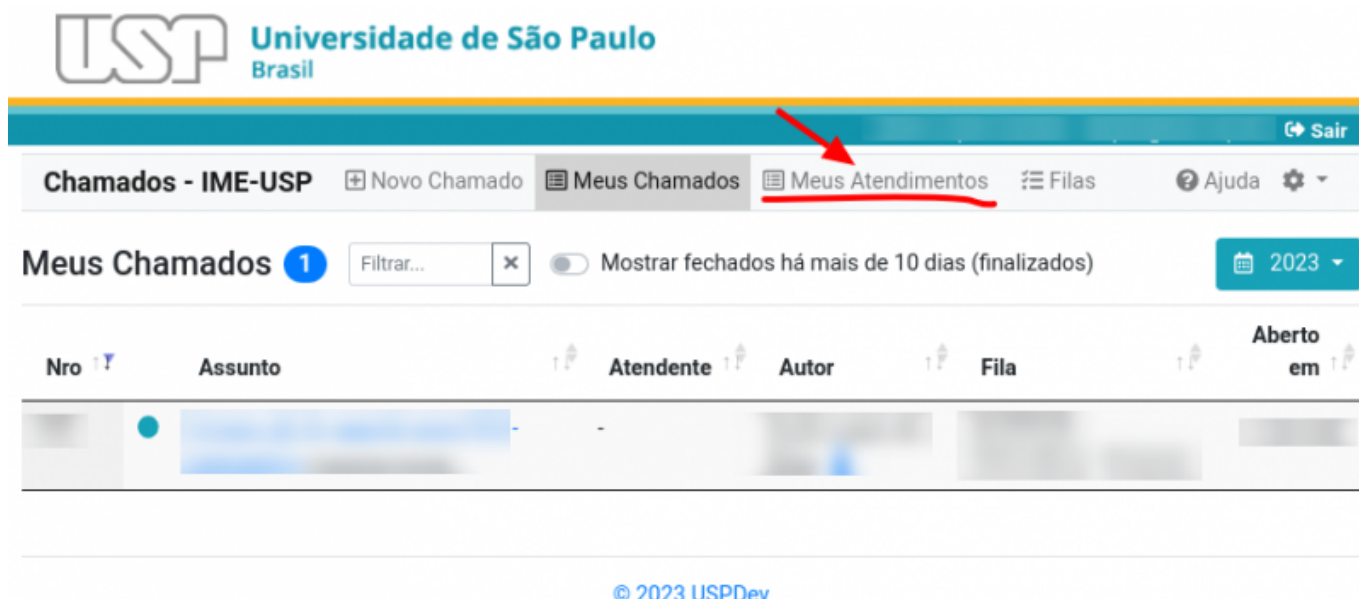 USP
Universidade de São Paulo
Brasil
Sair
Chamados - IME-USP Novo Chamado Meus Chamados Meus Atendimentos Filas Ajuda
Meus Chamados 1 Filtrar... × Mostrar fechados há mais de 10 dias (finalizados) 2023
Nro Assunto Atendente Autor Fila Aberto em
- -
© 2023 USPDev